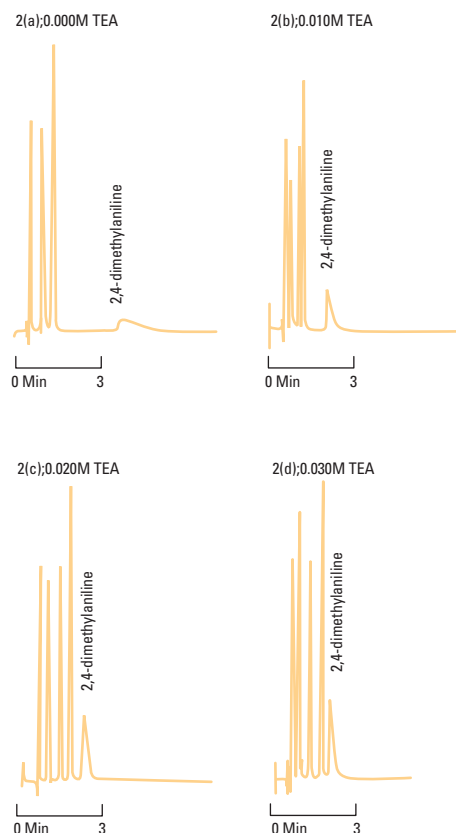 2(a);0.000M TEA
2,4-dimethylaniline
0 Min 3
2(b);0.010M TEA
2,4-dimethylaniline
0 Min 3
2(c);0.020M TEA
2,4-dimethylaniline
0 Min 3
2(d);0.030M TEA
2,4-dimethylaniline
0 Min 3